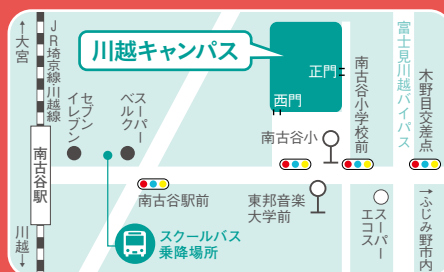 ↑大宮
JR埼京線・川越線
川越キャンパス
富士見川越バイパス
正門
西門
南古谷小学校前
木野目交差点
セブン
イレブン
スーパー
ベルク
南古谷小
南古谷駅
南古谷駅前
東邦音楽
大学前
スーパー
エコス
→ふじみ野市内
川越↓
スクールバス
乗降場所